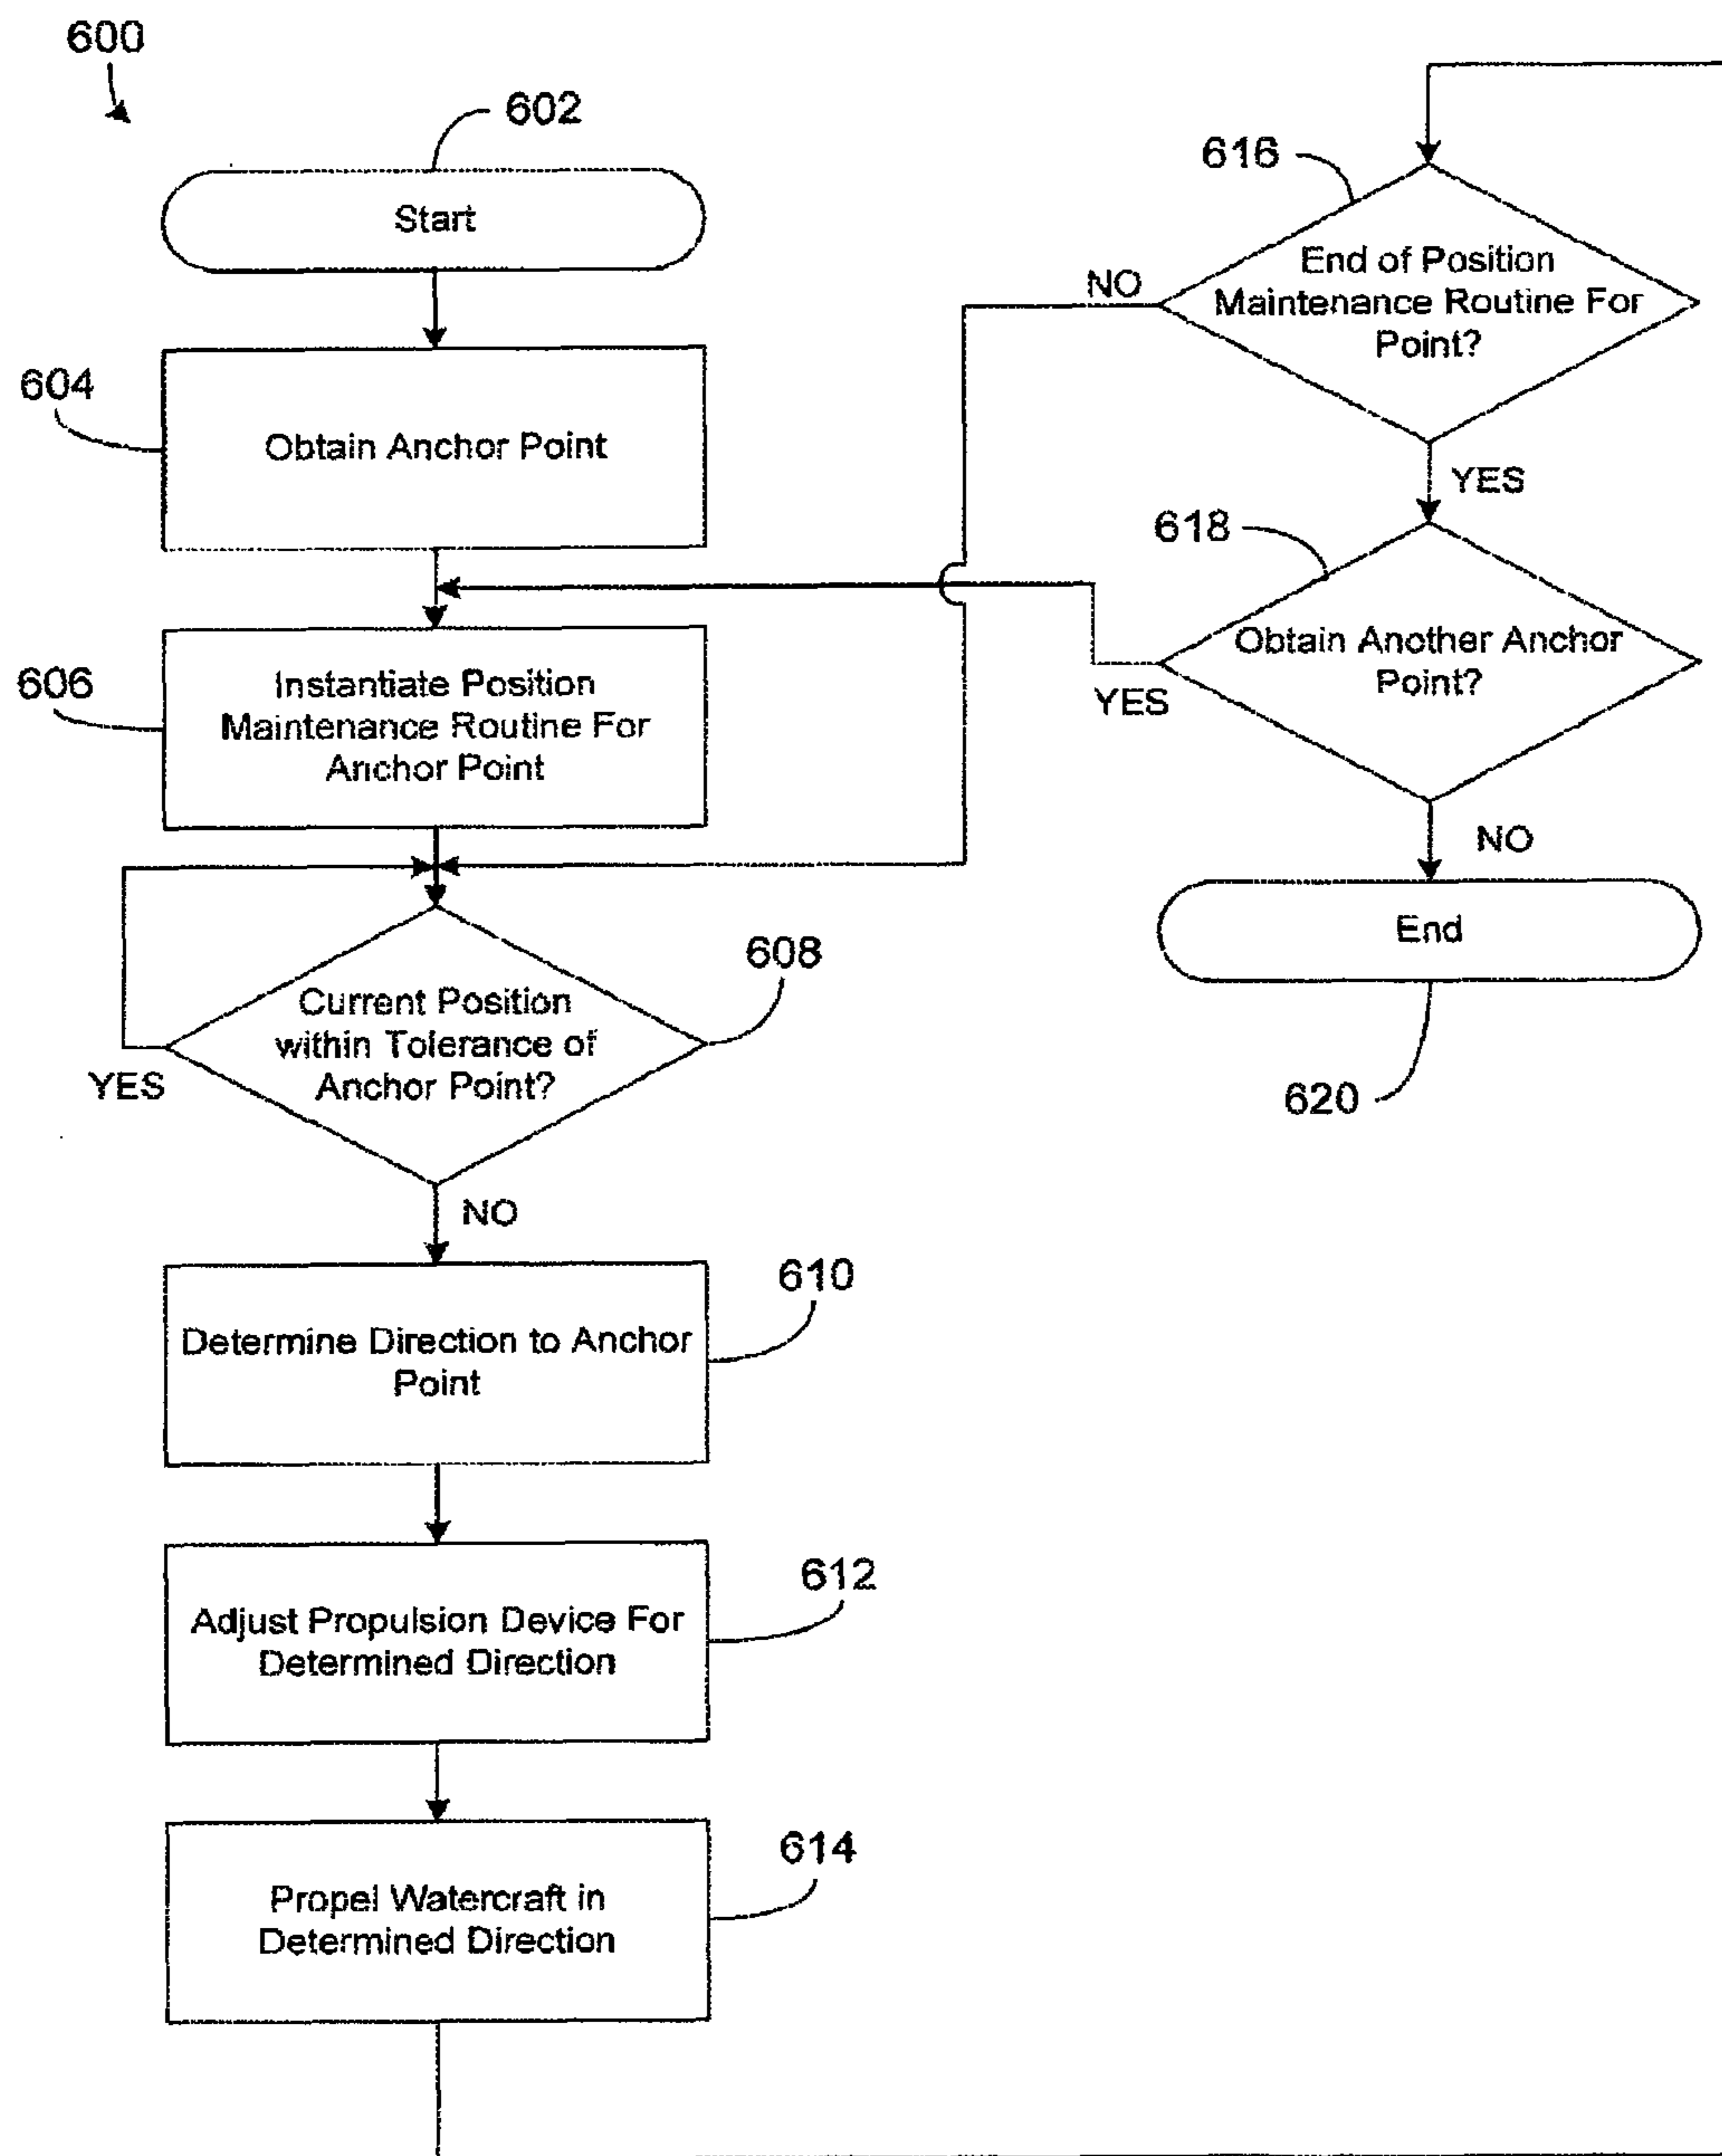 600
602
Start
604
Obtain Anchor Point
606
Instantiate Position
Maintenance Routine For
Anchor Point
608
Current Position
within Tolerance of
Anchor Point?
YES
NO
610
Determine Direction to Anchor
Point
612
Adjust Propulsion Device For
Determined Direction
614
Propel Watercraft in
Determined Direction
616
End of Position
Maintenance Routine For
Point?
NO
YES
618
Obtain Another Anchor
Point?
YES
NO
End
620